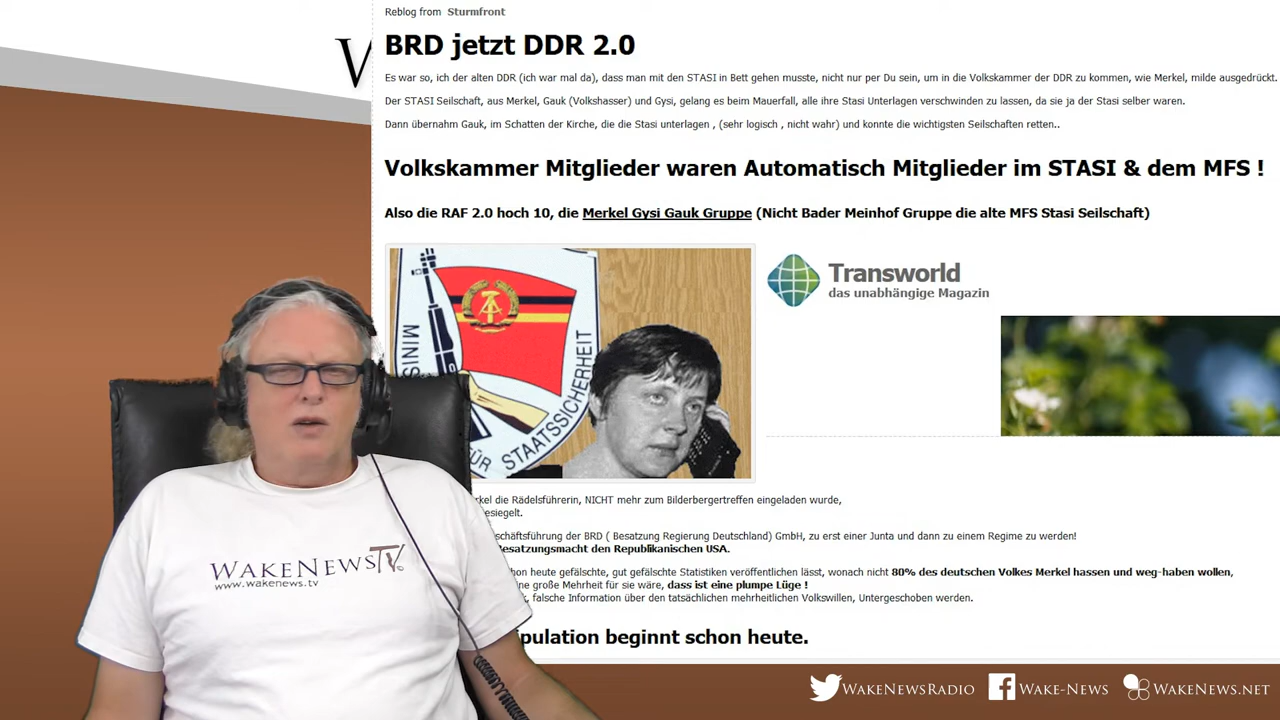 Reblog from Sturmfront
W
BRD jetzt DDR 2.0
Es war so, ich der alten DDR (ich war mal da), dass man mit den STASI in Bett gehen musste, nicht nur per Du sein, um in die Volkskammer der DDR zu kommen, wie Merkel, milde ausgedrückt.
Der STASI Seilschaft, aus Merkel, Gauk (Volkshasser) und Gysi, gelang es beim Mauerfall, alle ihre Stasi Unterlagen verschwinden zu lassen, da sie ja der Stasi selber waren.
Dann übernahm Gauk, im Schatten der Kirche, die die Stasi unterlagen , (sehr logisch , nicht wahr) und konnte die wichtigsten Seilschaften retten..
Volkskammer Mitglieder waren Automatisch Mitglieder im STASI & dem MFS !
Also die RAF 2.0 hoch 10, die Merkel Gysi Gauk Gruppe (Nicht Bader Meinhof Gruppe die alte MFS Stasi Seilschaft)
MINIS
FÜR STAATSSICHERHEIT
Transworld
das unabhängige Magazin
rkel die Rädelsführerin, NICHT mehr zum Bilderbergertreffen eingeladen wurde,
esiegelt.
schäftsführung der BRD ( Besatzung Regierung Deutschland) GmbH, zu erst einer Junta und dann zu einem Regime zu werden!
Besatzungsmacht den Republikanischen USA.
hon heute gefälschte, gut gefälschte Statistiken veröffentlichen lässt, wonach nicht 80% des deutschen Volkes Merkel hassen und weg-haben wollen,
ine große Mehrheit für sie wäre, dass ist eine plumpe Lüge !
, falsche Information über den tatsächlichen mehrheitlichen Volkswillen, Untergeschoben werden.
ipulation beginnt schon heute.
WAKENEWSTV.
www.wakenews.tv
WAKENEWSRADIO WAKE-NEWS WAKENEWS.NET